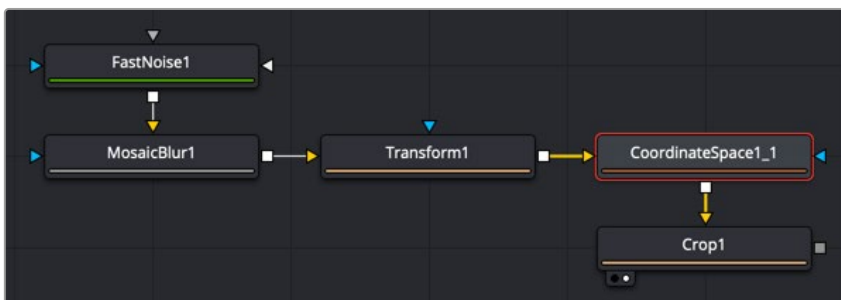 FastNoise1
MosaicBlur1
Transform1
CoordinateSpace1_1
Crop1